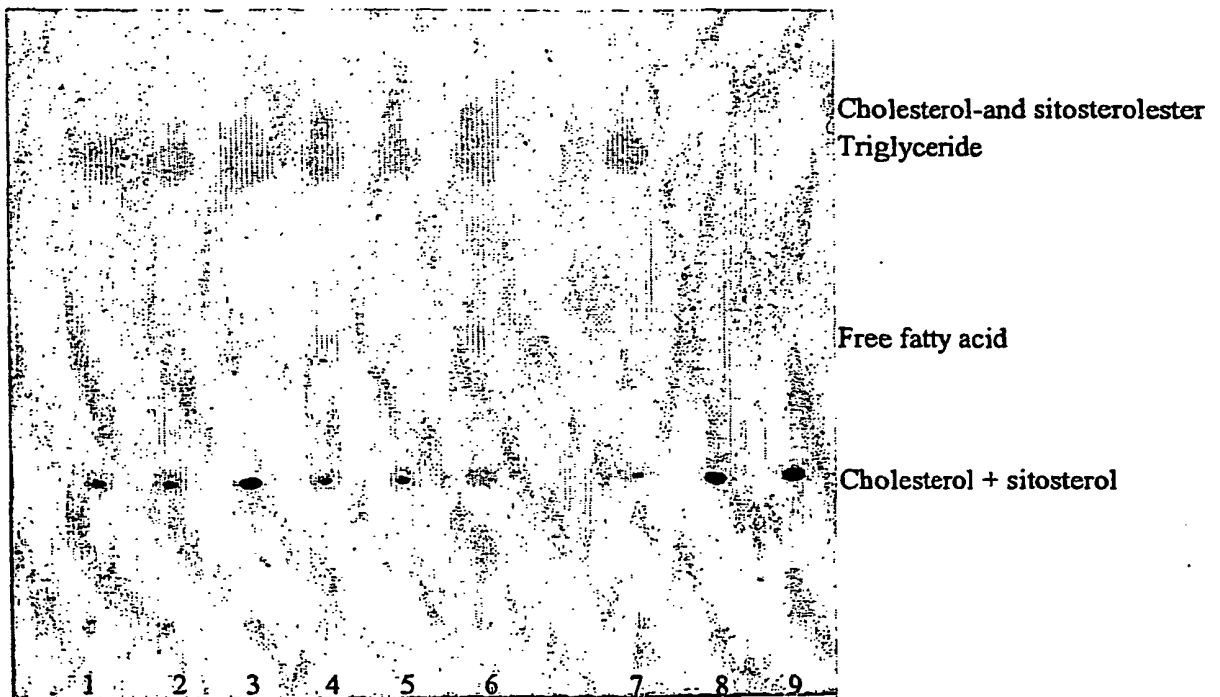 Cholesterol-and sitosterolester
Triglyceride
Free fatty acid
Cholesterol + sitosterol
1 2 3 4 5 6 7 8 9